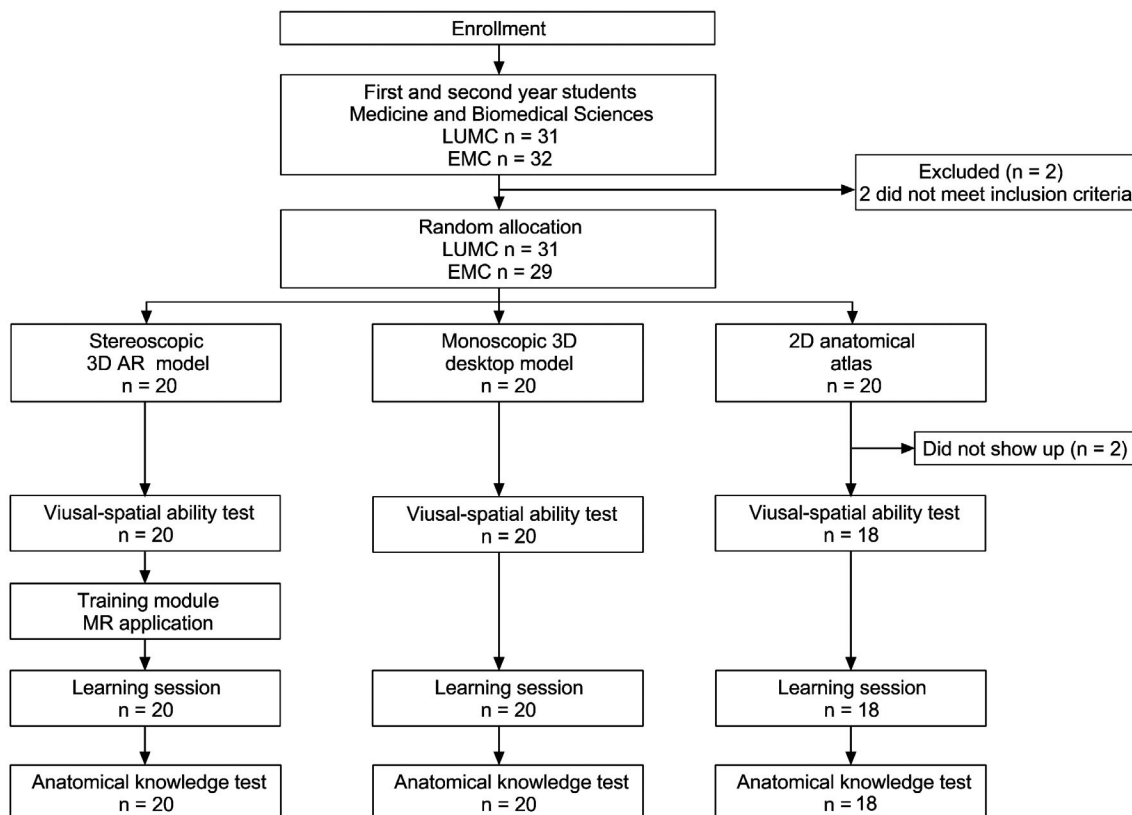 Enrollment
First and second year students
Medicine and Biomedical Sciences
LUMC n = 31
EMC n = 32
Excluded (n = 2)
2 did not meet inclusion criteria
Random allocation
LUMC n = 31
EMC n = 29
Stereoscopic
3D AR model
n = 20
Monoscopic 3D
desktop model
n = 20
2D anatomical
atlas
n = 20
Did not show up (n = 2)
Viusal-spatial ability test
n = 20
Viusal-spatial ability test
n = 20
Viusal-spatial ability test
n = 18
Training module
MR application
Learning session
n = 20
Learning session
n = 20
Learning session
n = 18
Anatomical knowledge test
n = 20
Anatomical knowledge test
n = 20
Anatomical knowledge test
n = 18